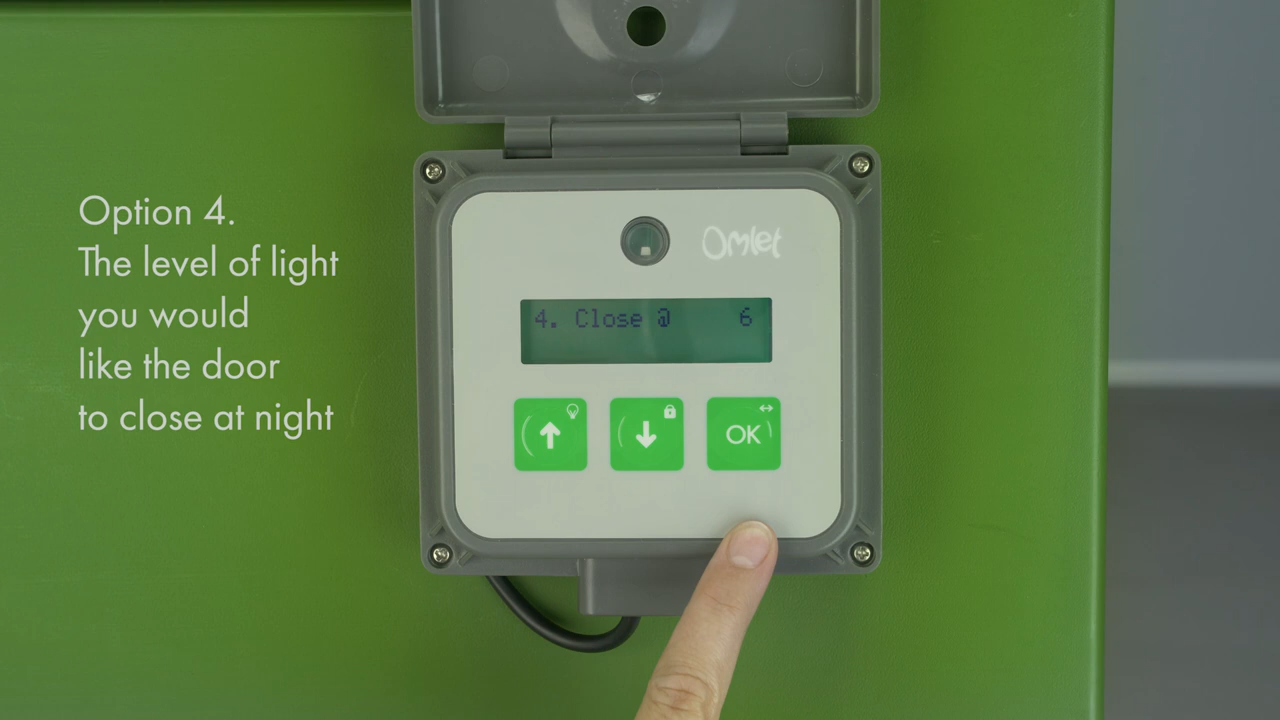 Option 4.
The level of light
you would
like the door
to close at night
Omlet
4. Close @ 6
OK